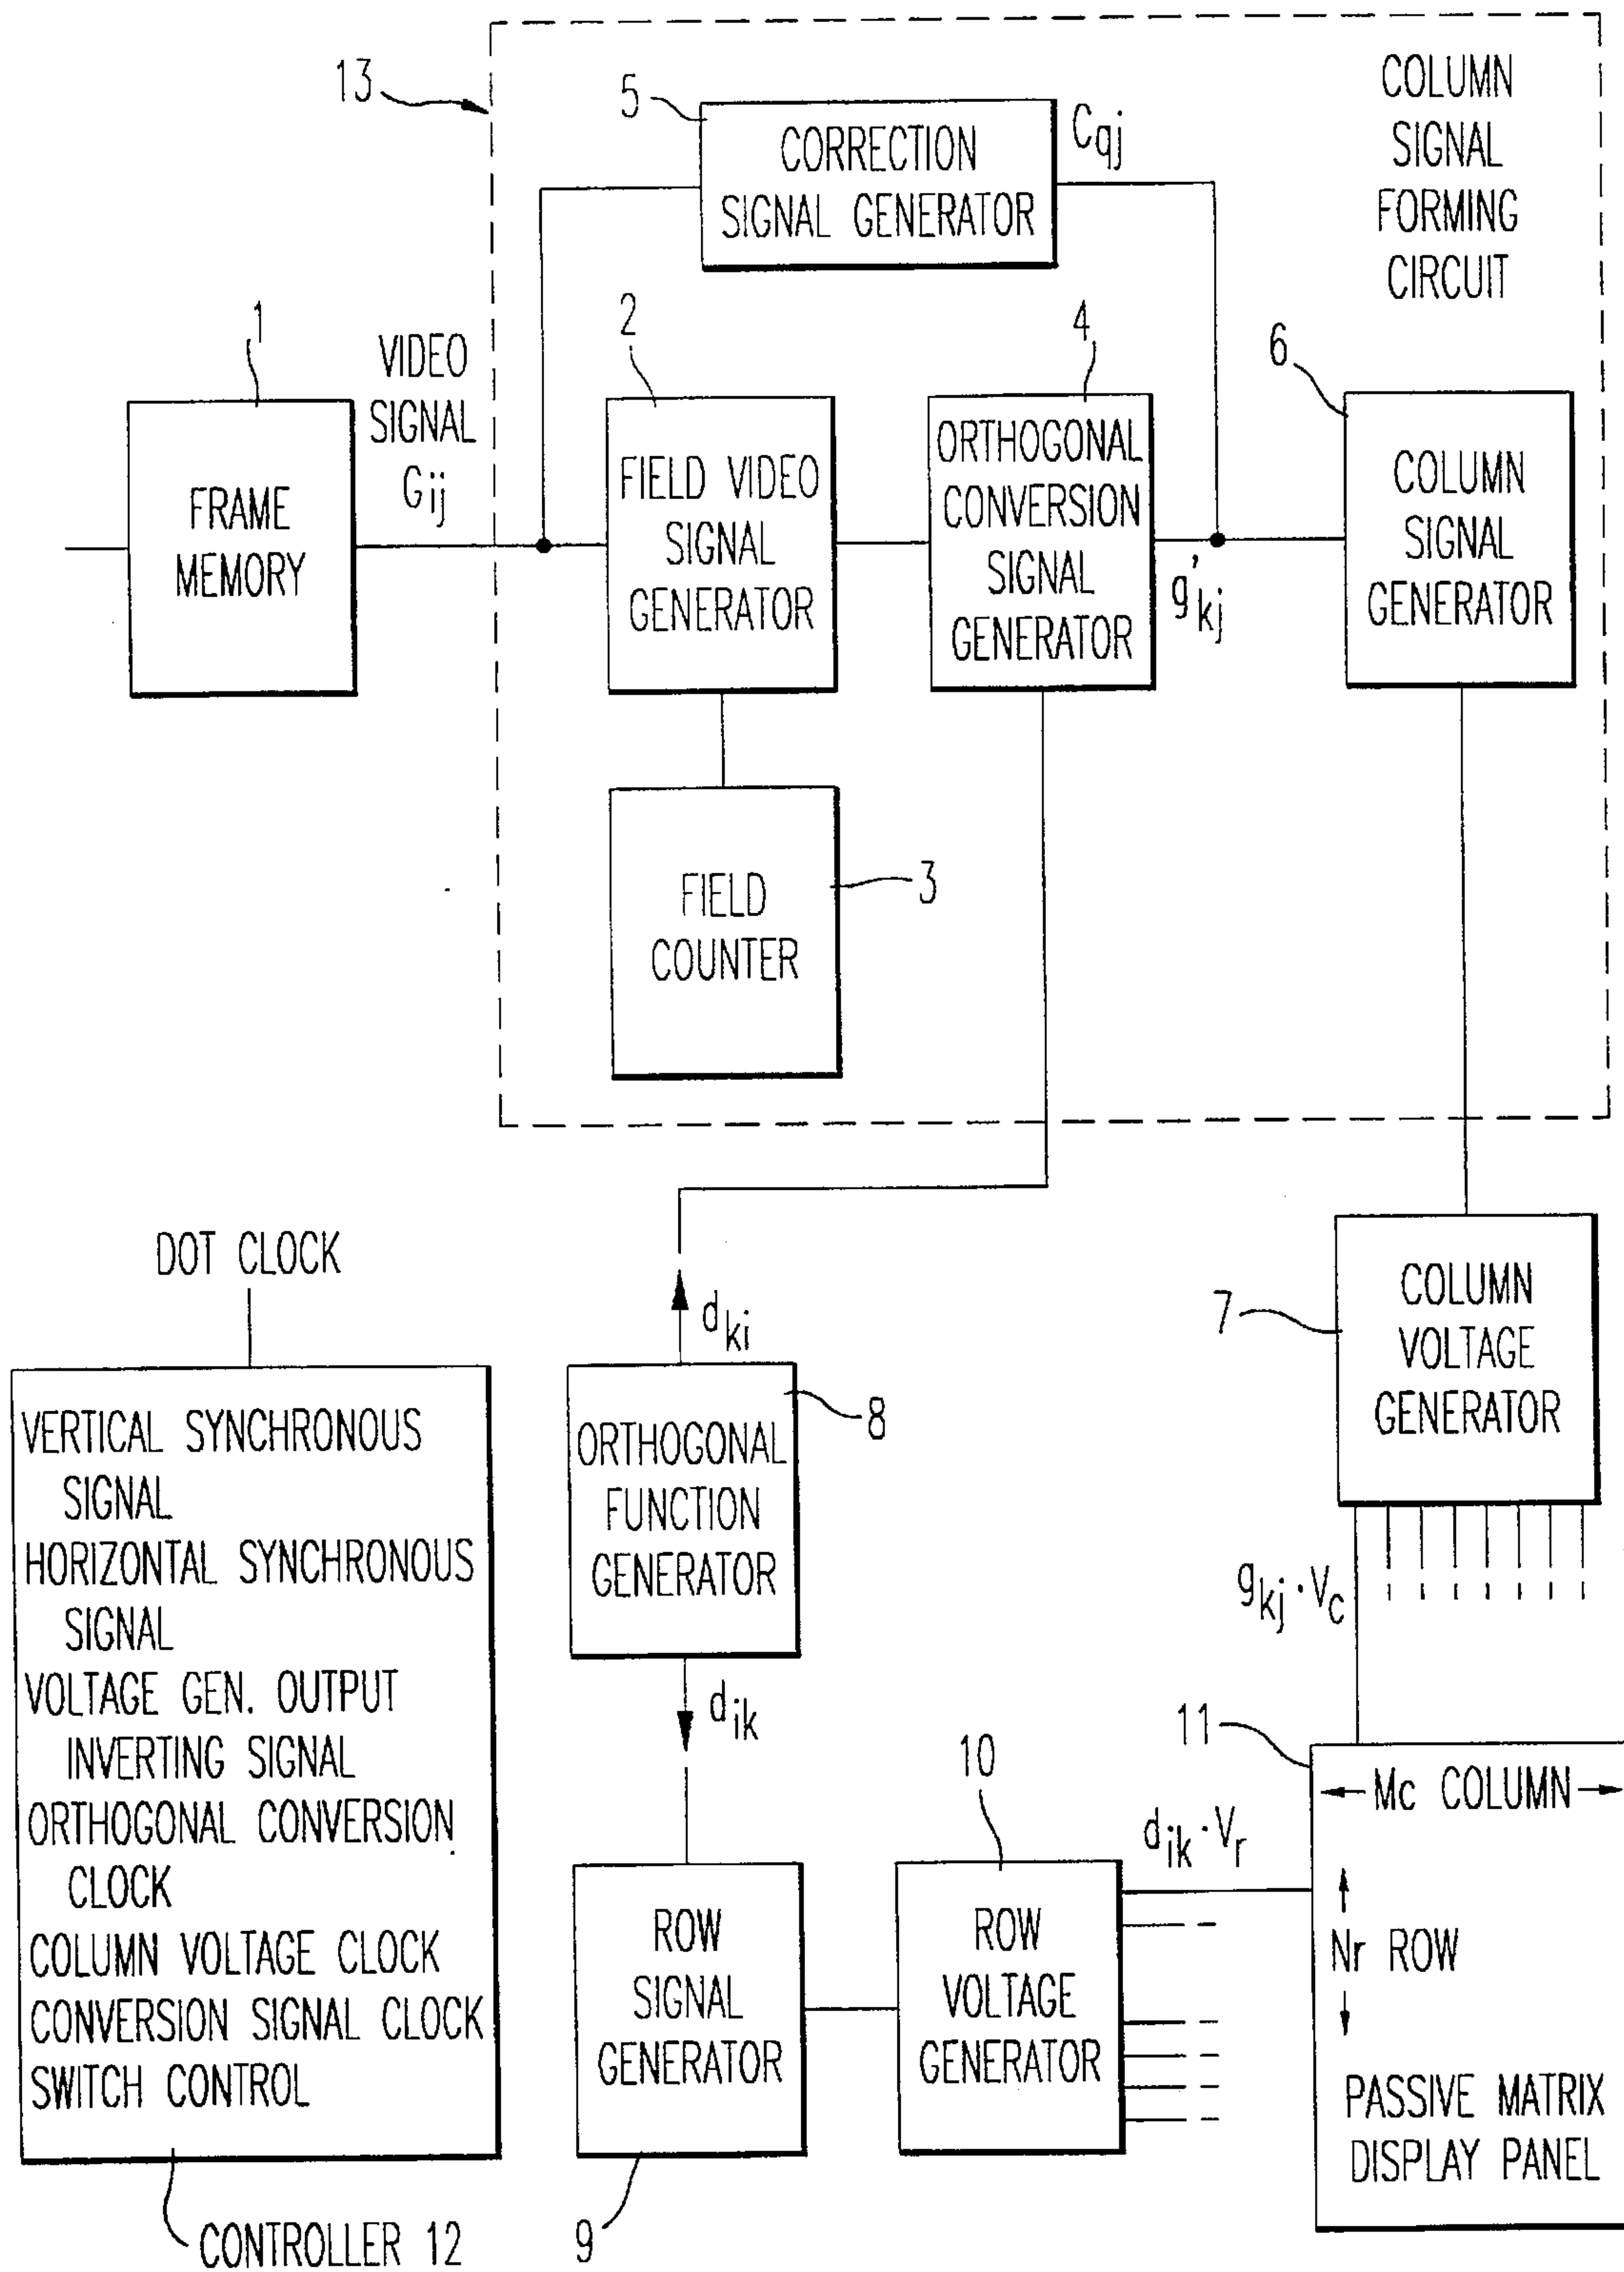 13
5
CORRECTION
SIGNAL GENERATOR
Cqj
COLUMN
SIGNAL
FORMING
CIRCUIT
1
VIDEO
SIGNAL
Gij
FRAME
MEMORY
2
FIELD VIDEO
SIGNAL
GENERATOR
4
ORTHOGONAL
CONVERSION
SIGNAL
GENERATOR
g'kj
6
COLUMN
SIGNAL
GENERATOR
FIELD
COUNTER
3
DOT CLOCK
VERTICAL SYNCHRONOUS
SIGNAL
HORIZONTAL SYNCHRONOUS
SIGNAL
VOLTAGE GEN. OUTPUT
INVERTING SIGNAL
ORTHOGONAL CONVERSION
CLOCK
COLUMN VOLTAGE CLOCK
CONVERSION SIGNAL CLOCK
SWITCH CONTROL
CONTROLLER 12
dki
8
ORTHOGONAL
FUNCTION
GENERATOR
dik
7
COLUMN
VOLTAGE
GENERATOR
gkj·Vc
ROW
SIGNAL
GENERATOR
9
10
ROW
VOLTAGE
GENERATOR
dik·Vr
11
Mc COLUMN
Nr ROW
PASSIVE MATRIX
DISPLAY PANEL